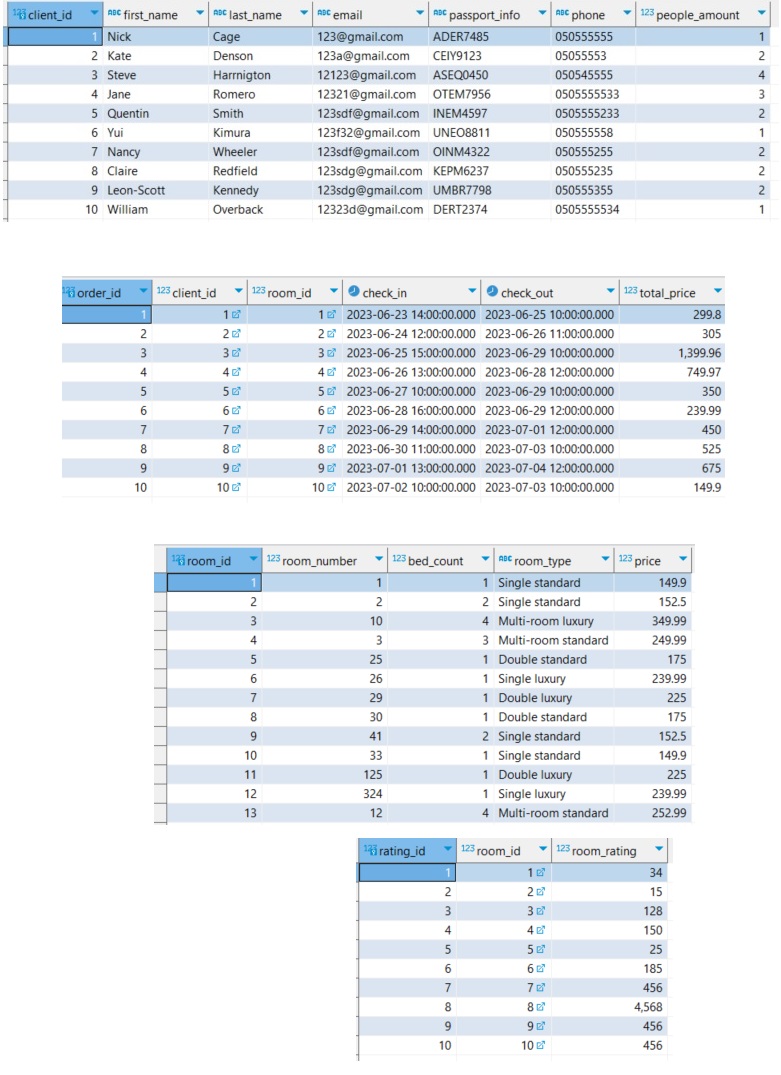 123 client_id ABC first_name ABC last_name ABC email ABC passport_info ABC phone 123 people_amount
1 Nick Cage 123@gmail.com ADER7485 050555555 1
2 Kate Denson 123a@gmail.com CEIY9123 05055553 2
3 Steve Harrnigton 12123@gmail.com ASEQ0450 050545555 4
4 Jane Romero 12321@gmail.com OTEM7956 0505555533 3
5 Quentin Smith 123sdf@gmail.com INEM4597 0505555233 2
6 Yui Kimura 123f32@gmail.com UNEO8811 050555558 1
7 Nancy Wheeler 123sdf@gmail.com OINM4322 050555255 2
8 Claire Redfield 123sdg@gmail.com KEPM6237 050555235 2
9 Leon-Scott Kennedy 123sdg@gmail.com UMBR7798 050555355 2
10 William Overback 12323d@gmail.com DERT2374 0505555534 1
123 order_id 123 client_id 123 room_id check_in check_out 123 total_price
1 1 1 2023-06-23 14:00:00.000 2023-06-25 10:00:00.000 299.8
2 2 2 2023-06-24 12:00:00.000 2023-06-26 11:00:00.000 305
3 3 3 2023-06-25 15:00:00.000 2023-06-29 10:00:00.000 1,399.96
4 4 4 2023-06-26 13:00:00.000 2023-06-28 12:00:00.000 749.97
5 5 5 2023-06-27 10:00:00.000 2023-06-29 10:00:00.000 350
6 6 6 2023-06-28 16:00:00.000 2023-06-29 12:00:00.000 239.99
7 7 7 2023-06-29 14:00:00.000 2023-07-01 12:00:00.000 450
8 8 8 2023-06-30 11:00:00.000 2023-07-03 10:00:00.000 525
9 9 9 2023-07-01 13:00:00.000 2023-07-04 12:00:00.000 675
10 10 10 2023-07-02 10:00:00.000 2023-07-03 10:00:00.000 149.9
123 room_id 123 room_number 123 bed_count ABC room_type 123 price
1 1 1 Single standard 149.9
2 2 2 Single standard 152.5
3 10 4 Multi-room luxury 349.99
4 3 3 Multi-room standard 249.99
5 25 1 Double standard 175
6 26 1 Single luxury 239.99
7 29 1 Double luxury 225
8 30 1 Double standard 175
9 41 2 Single standard 152.5
10 33 1 Single standard 149.9
11 125 1 Double luxury 225
12 324 1 Single luxury 239.99
13 12 4 Multi-room standard 252.99
123 rating_id 123 room_id 123 room_rating
1 1 34
2 2 15
3 3 128
4 4 150
5 5 25
6 6 185
7 7 456
8 8 4,568
9 9 456
10 10 456